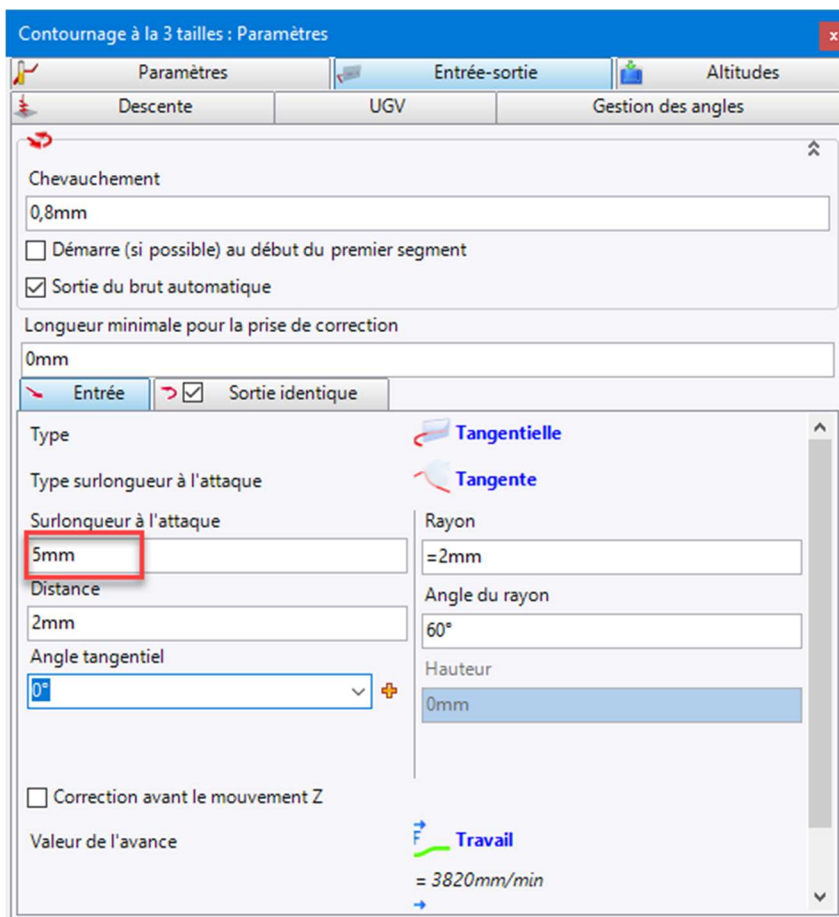 Contournage à la 3 tailles : Paramètres
x
Paramètres
Entrée-sortie
Altitudes
Descente
UGV
Gestion des angles
Chevauchement
0,8mm
Démarre (si possible) au début du premier segment
Sortie du brut automatique
Longueur minimale pour la prise de correction
0mm
Entrée
Sortie identique
Type
Tangentielle
Type surlongueur à l'attaque
Tangente
Surlongueur à l'attaque
5mm
Rayon
=2mm
Distance
2mm
Angle du rayon
60°
Angle tangentiel
0°
Hauteur
0mm
Correction avant le mouvement Z
Valeur de l'avance
F
Travail
= 3820mm/min